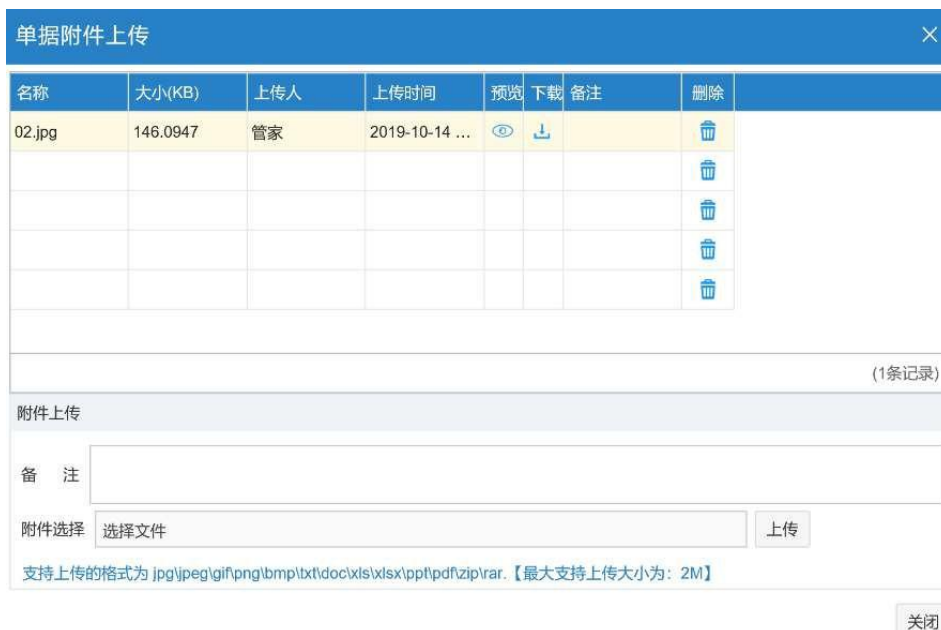 单据附件上传
名称 大小(KB) 上传人 上传时间 预览 下载 备注 删除
02.jpg 146.0947 管家 2019-10-14 ...
(1条记录)
附件上传
备 注
附件选择 选择文件 上传
支持上传的格式为 jpg\jpeg\gif\png\bmp\txt\doc\xls\xlsx\ppt\pdf\zip\rar.【最大支持上传大小为：2M】
关闭